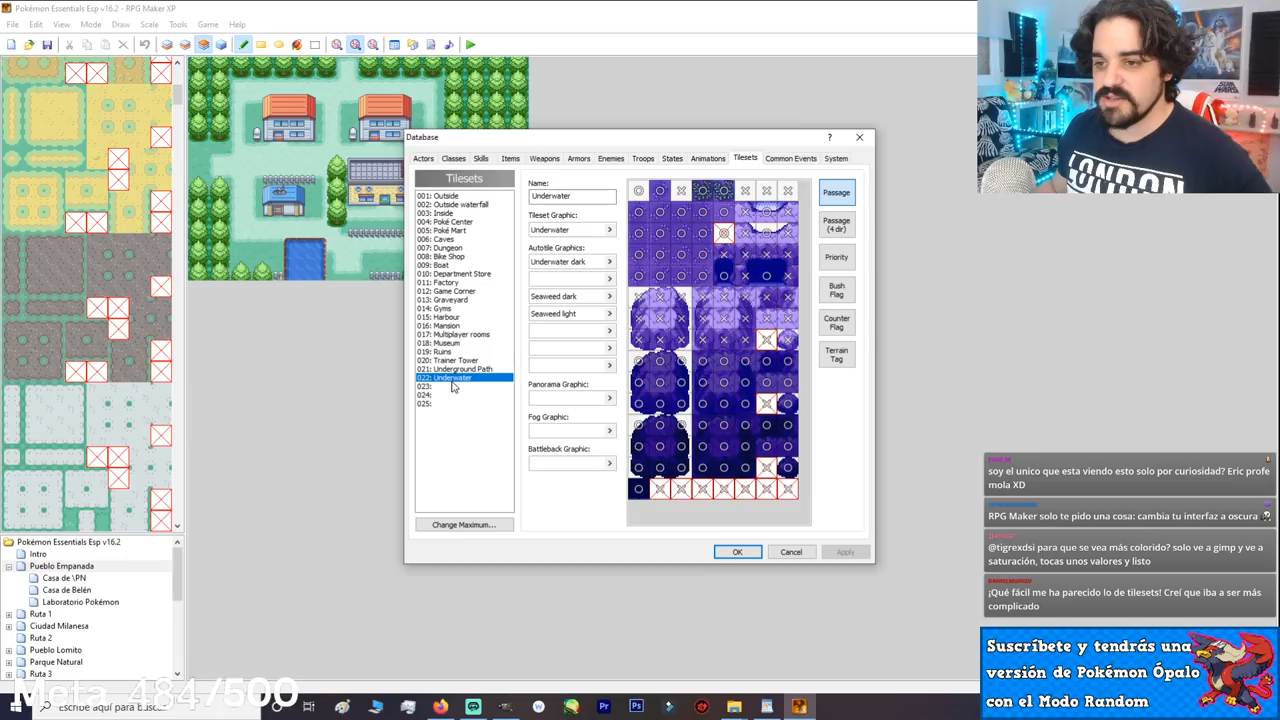 Pokémon Essentials Esp v16.2 - RPG Maker XP
File Edit View Mode Draw Scale Tools Game Help
Database
Actors Classes Skills Items Weapons Armors Enemies Troops States Animations Tilesets Common Events System
Tilesets
001: Outside
002: Outside waterfall
003: Inside
004: Poké Center
005: Poké Mart
006: Caves
007: Dungeon
008: Bike Shop
009: Boat
010: Department Store
011: Factory
012: Game Corner
013: Graveyard
014: Gyms
015: Harbour
016: Mansion
017: Multiplayer rooms
018: Museum
019: Ruins
020: Trainer Tower
021: Underground Path
022: Underwater
023:
024:
025:
Change Maximum...
Name:
Underwater
Tileset Graphic:
Underwater
Autotile Graphics:
Underwater dark
Seaweed dark
Seaweed light
Panorama Graphic:
Fog Graphic:
Battleback Graphic:
Passage
Passage
(4 dir)
Priority
Bush
Flag
Counter
Flag
Terrain
Tag
OK Cancel Apply
Pokémon Essentials Esp v16.2
Intro
Pueblo Empanada
Casa de \PN
Casa de Belén
Laboratorio Pokémon
Ruta 1
Ciudad Milanesa
Ruta 2
Pueblo Lomito
Parque Natural
Ruta 3
Meta 484/500
Escribe aquí para buscar
STAR
WARS
LONDON
soy el unico que esta viendo esto solo por curiosidad? Eric profe
mola XD
RPG Maker solo te pido una cosa: cambia tu interfaz a oscura
@tigrexdsi para que se vea más colorido? solo ve a gimp y ve a
saturación, tocas unos valores y listo
¡Qué fácil me ha parecido lo de tilesets! Creí que iba a ser más
complicado
Suscríbete y tendrás una
versión de Pokémon Ópalo
con el Modo Random